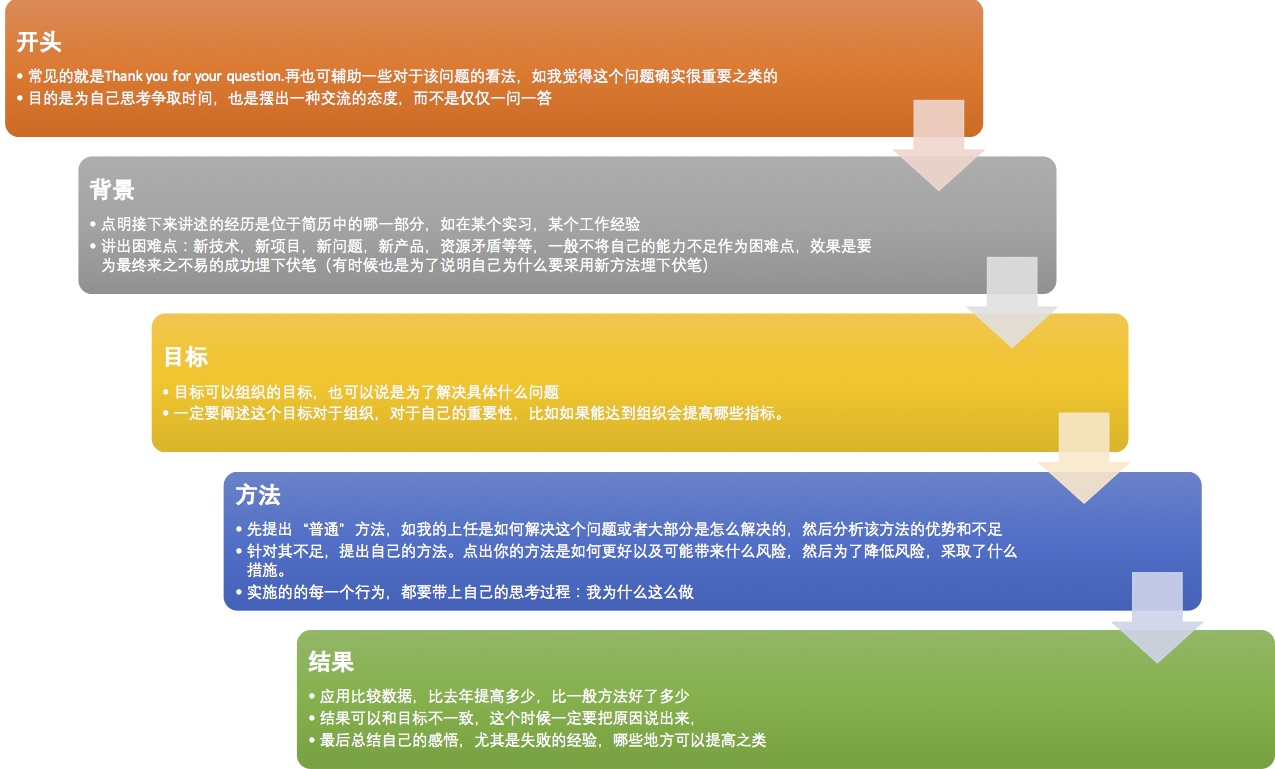 开头
• 常见的就是Thank you for your question.再也可辅助一些对于该问题的看法，如我觉得这个问题确实很重要之类的
• 目的是为自己思考争取时间，也是摆出一种交流的态度，而不是仅仅一问一答
背景
• 点明接下来讲述的经历是位于简历中的哪一部分，如在某个实习，某个工作经验
• 讲出困难点：新技术，新项目，新问题，新产品，资源矛盾等等，一般不将自己的能力不足作为困难点，效果是要
为最终来之不易的成功埋下伏笔（有时候也是为了说明自己为什么要采用新方法埋下伏笔）
目标
• 目标可以组织的目标，也可以说是为了解决具体什么问题
• 一定要阐述这个目标对于组织，对于自己的重要性，比如如果能达到组织会提高哪些指标。
方法
• 先提出“普通”方法，如我的上任是如何解决这个问题或者大部分是怎么解决的，然后分析该方法的优势和不足
• 针对其不足，提出自己的方法。点出你的方法是如何更好以及可能带来什么风险，然后为了降低风险，采取了什么
措施。
• 实施的的每一个行为，都要带上自己的思考过程：我为什么这么做
结果
• 应用比较数据，比去年提高多少，比一般方法好了多少
• 结果可以和目标不一致，这个时候一定要把原因说出来，
• 最后总结自己的感悟，尤其是失败的经验，哪些地方可以提高之类